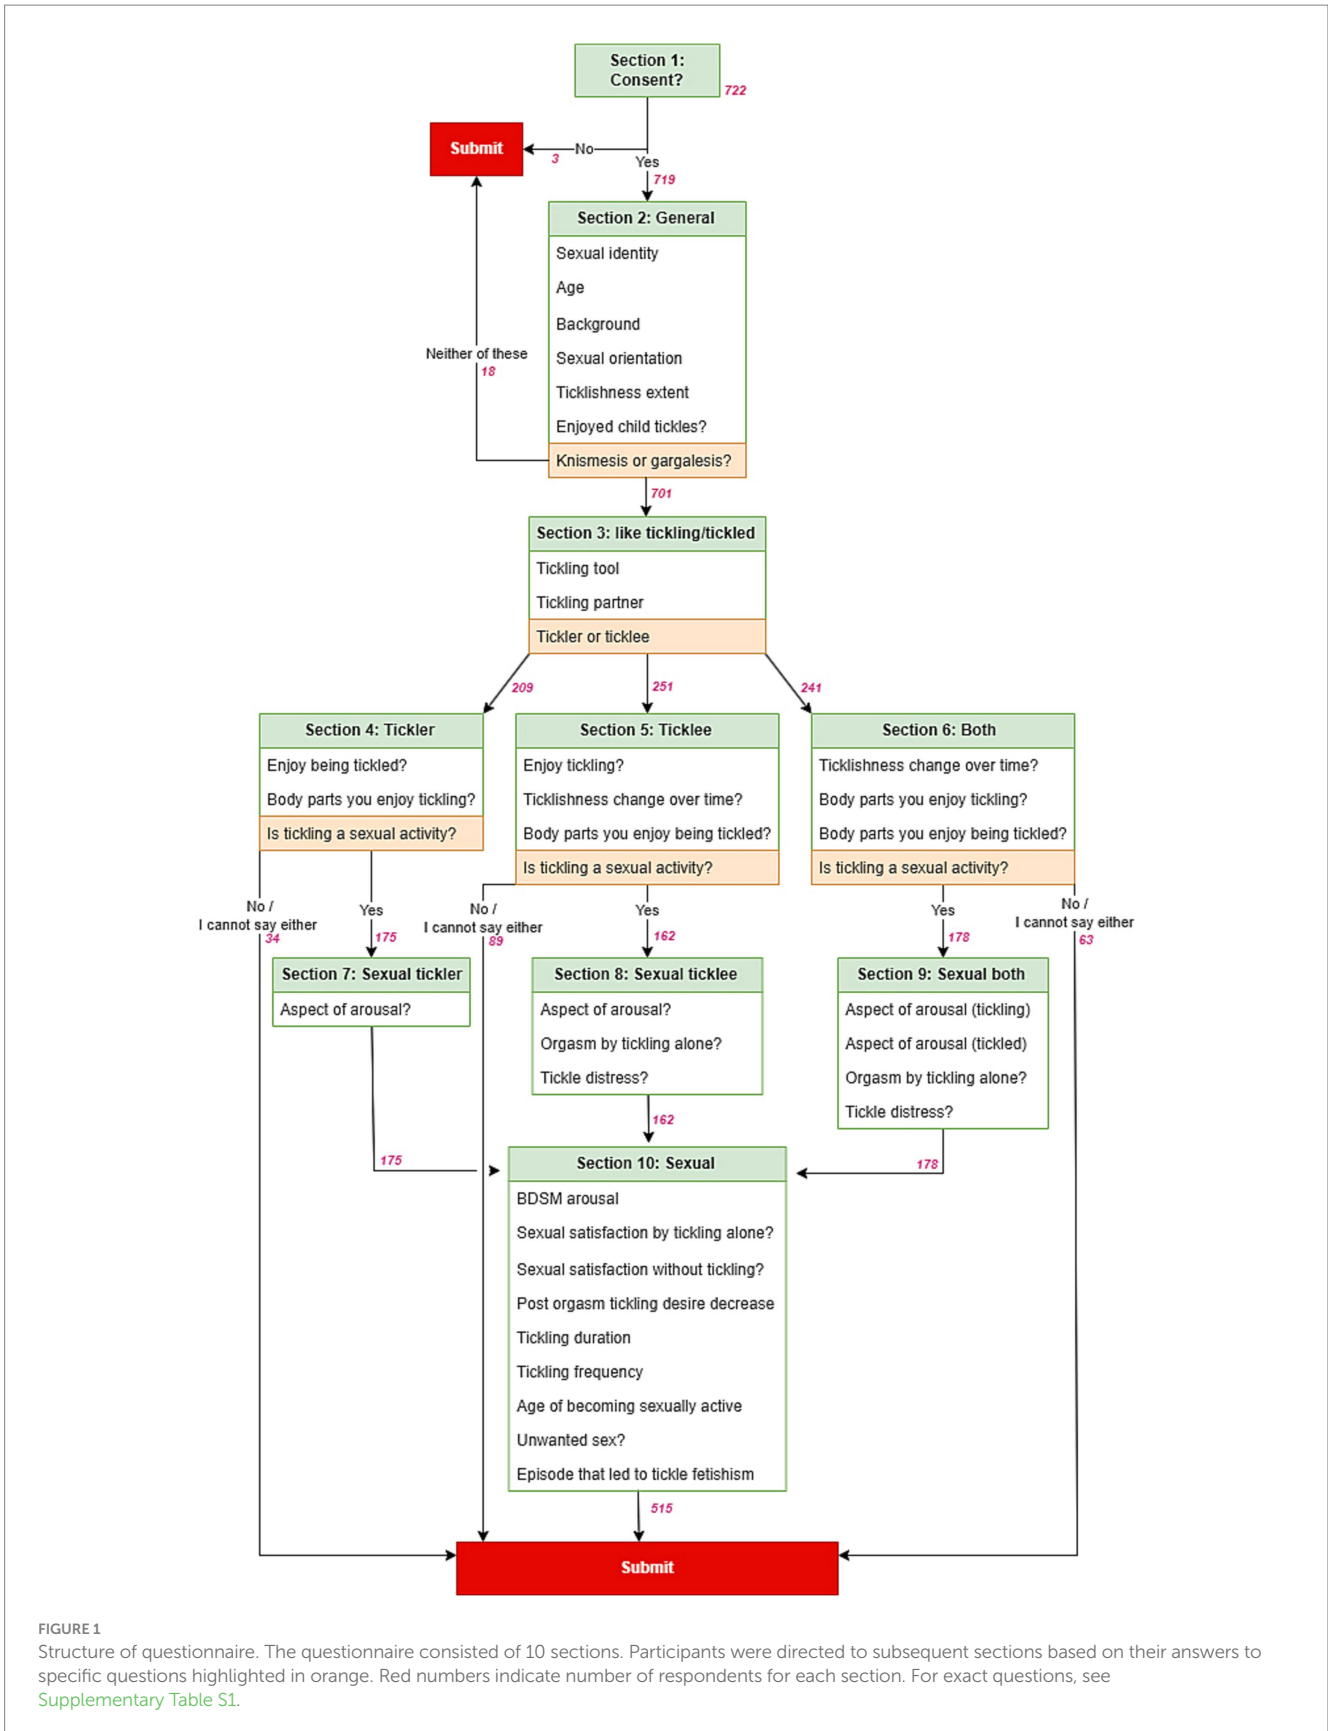 Section 1:
Consent?
722
Submit
No
3
Yes
719
Section 2: General
Sexual identity
Age
Background
Sexual orientation
Ticklishness extent
Enjoyed child tickles?
Knismesis or gargalesis?
Neither of these
18
701
Section 3: like tickling/tickled
Tickling tool
Tickling partner
Tickler or ticklee
209
251
241
Section 4: Tickler
Enjoy being tickled?
Body parts you enjoy tickling?
Is tickling a sexual activity?
Section 5: Ticklee
Enjoy tickling?
Ticklishness change over time?
Body parts you enjoy being tickled?
Is tickling a sexual activity?
Section 6: Both
Ticklishness change over time?
Body parts you enjoy tickling?
Body parts you enjoy being tickled?
Is tickling a sexual activity?
No /
I cannot say either
34
Yes
175
No /
I cannot say either
89
Yes
162
Yes
178
No /
I cannot say either
63
Section 7: Sexual tickler
Aspect of arousal?
Section 8: Sexual ticklee
Aspect of arousal?
Orgasm by tickling alone?
Tickle distress?
Section 9: Sexual both
Aspect of arousal (tickling)
Aspect of arousal (tickled)
Orgasm by tickling alone?
Tickle distress?
175
162
178
Section 10: Sexual
BDSM arousal
Sexual satisfaction by tickling alone?
Sexual satisfaction without tickling?
Post orgasm tickling desire decrease
Tickling duration
Tickling frequency
Age of becoming sexually active
Unwanted sex?
Episode that led to tickle fetishism
515
Submit
FIGURE 1
Structure of questionnaire. The questionnaire consisted of 10 sections. Participants were directed to subsequent sections based on their answers to
specific questions highlighted in orange. Red numbers indicate number of respondents for each section. For exact questions, see
Supplementary Table S1.